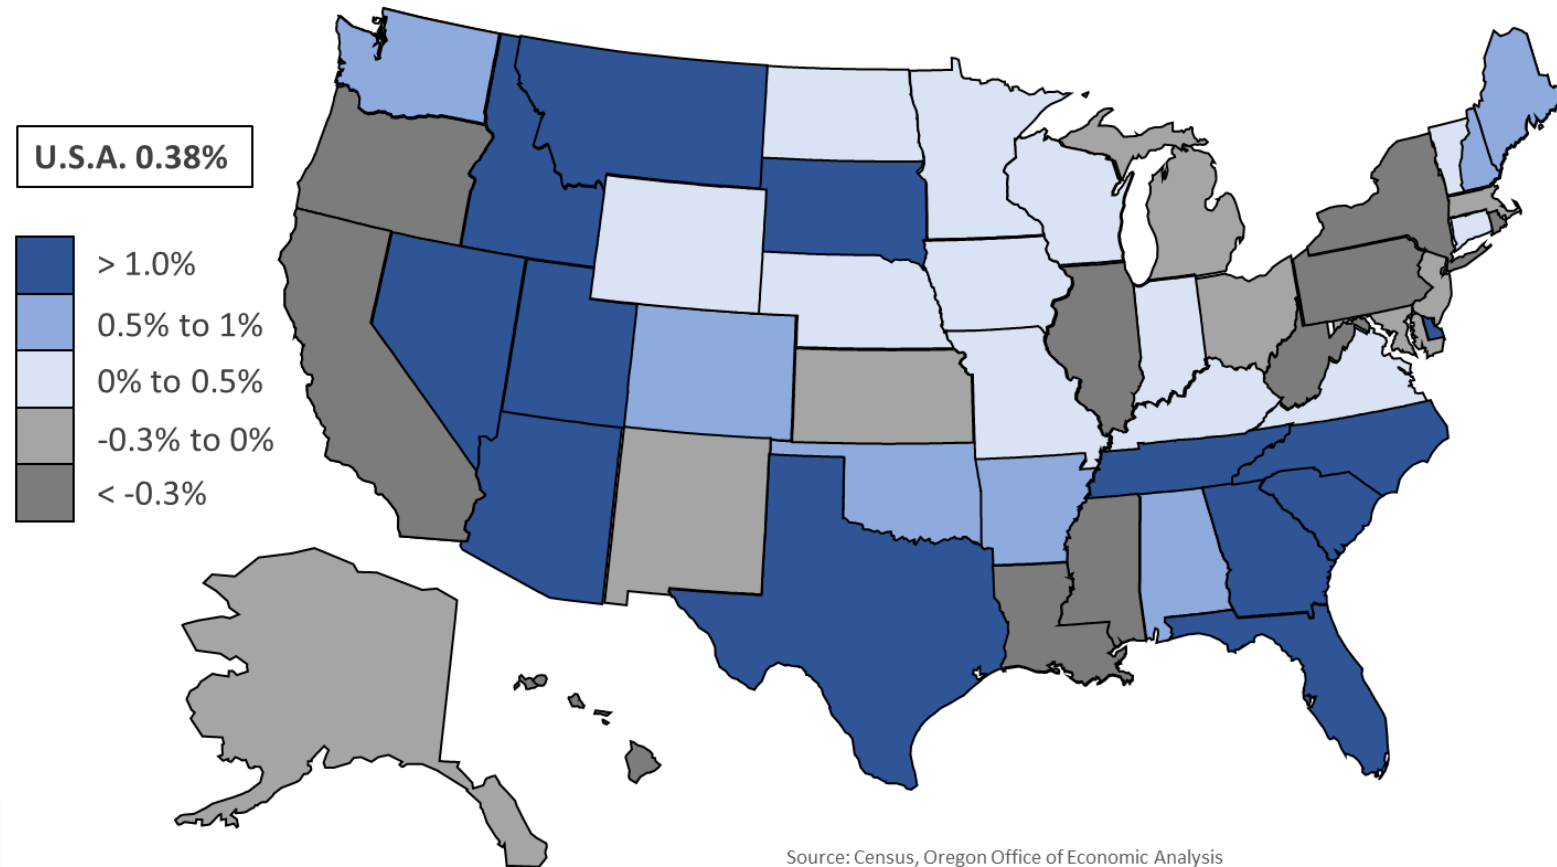 U.S.A. 0.38%
> 1.0%
0.5% to 1%
0% to 0.5%
-0.3% to 0%
< -0.3%
Source: Census, Oregon Office of Economic Analysis